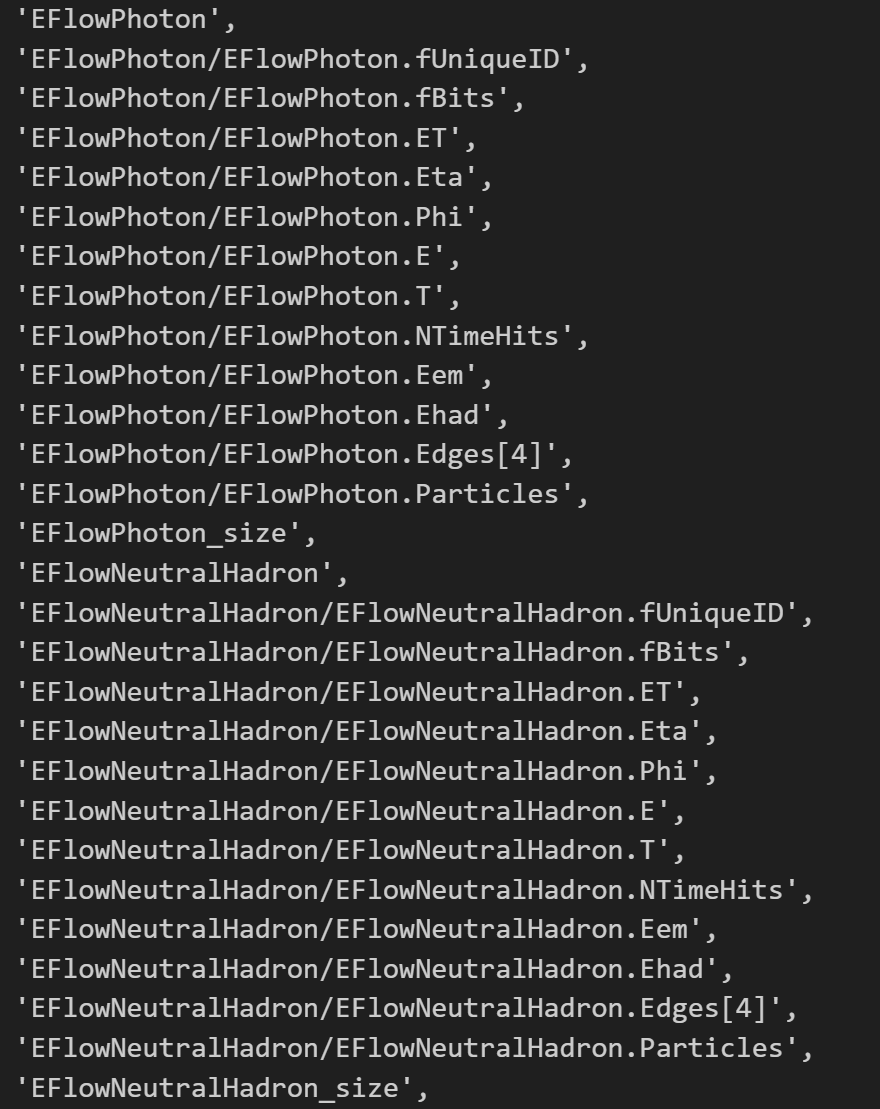 'EFlowPhoton',
'EFlowPhoton/EFlowPhoton.fUniqueID',
'EFlowPhoton/EFlowPhoton.fBits',
'EFlowPhoton/EFlowPhoton.ET',
'EFlowPhoton/EFlowPhoton.Eta',
'EFlowPhoton/EFlowPhoton.Phi',
'EFlowPhoton/EFlowPhoton.E',
'EFlowPhoton/EFlowPhoton.T',
'EFlowPhoton/EFlowPhoton.NTimeHits',
'EFlowPhoton/EFlowPhoton.Eem',
'EFlowPhoton/EFlowPhoton.Ehad',
'EFlowPhoton/EFlowPhoton.Edges[4]',
'EFlowPhoton/EFlowPhoton.Particles',
'EFlowPhoton_size',
'EFlowNeutralHadron',
'EFlowNeutralHadron/EFlowNeutralHadron.fUniqueID',
'EFlowNeutralHadron/EFlowNeutralHadron.fBits',
'EFlowNeutralHadron/EFlowNeutralHadron.ET',
'EFlowNeutralHadron/EFlowNeutralHadron.Eta',
'EFlowNeutralHadron/EFlowNeutralHadron.Phi',
'EFlowNeutralHadron/EFlowNeutralHadron.E',
'EFlowNeutralHadron/EFlowNeutralHadron.T',
'EFlowNeutralHadron/EFlowNeutralHadron.NTimeHits',
'EFlowNeutralHadron/EFlowNeutralHadron.Eem',
'EFlowNeutralHadron/EFlowNeutralHadron.Ehad',
'EFlowNeutralHadron/EFlowNeutralHadron.Edges[4]',
'EFlowNeutralHadron/EFlowNeutralHadron.Particles',
'EFlowNeutralHadron_size',